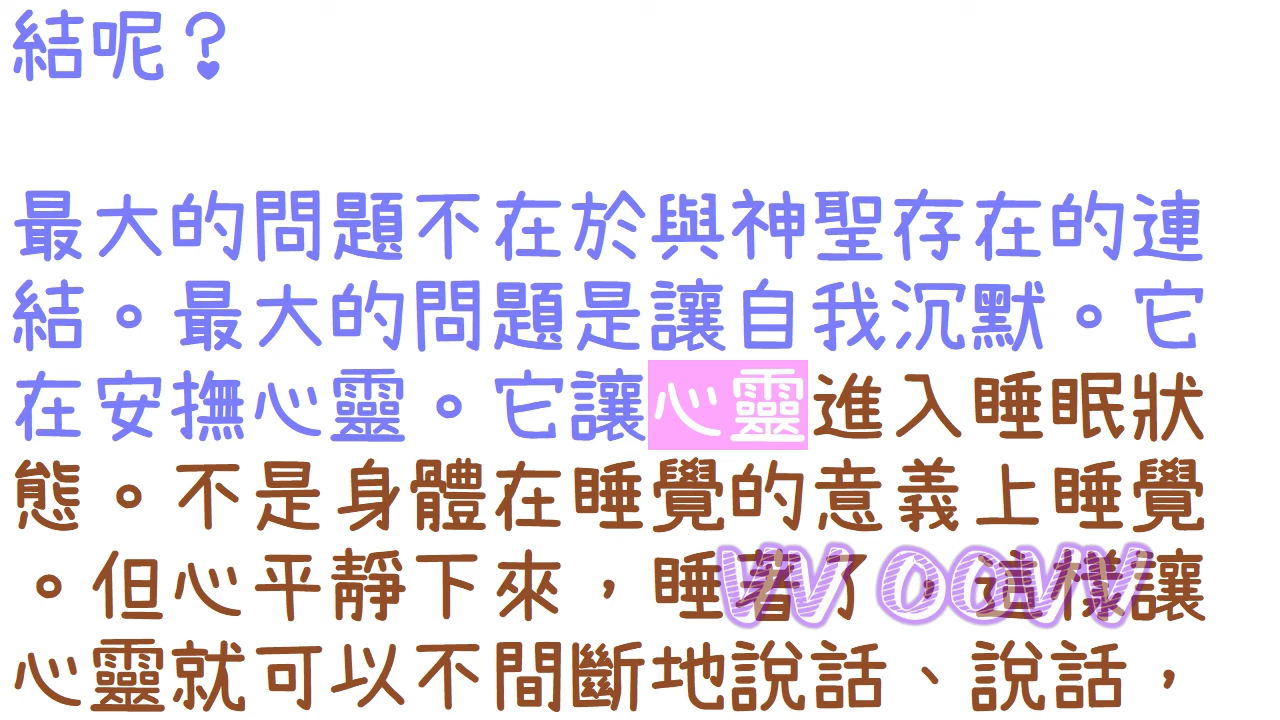 結呢？
最大的問題不在於與神聖存在的連
結。最大的問題是讓自我沉默。它
在安撫心靈。它讓心靈進入睡眠狀
態。不是身體在睡覺的意義上睡覺
。但心平靜下來，睡著了，這樣讓
心靈就可以不間斷地說話、說話，
VV OOVV